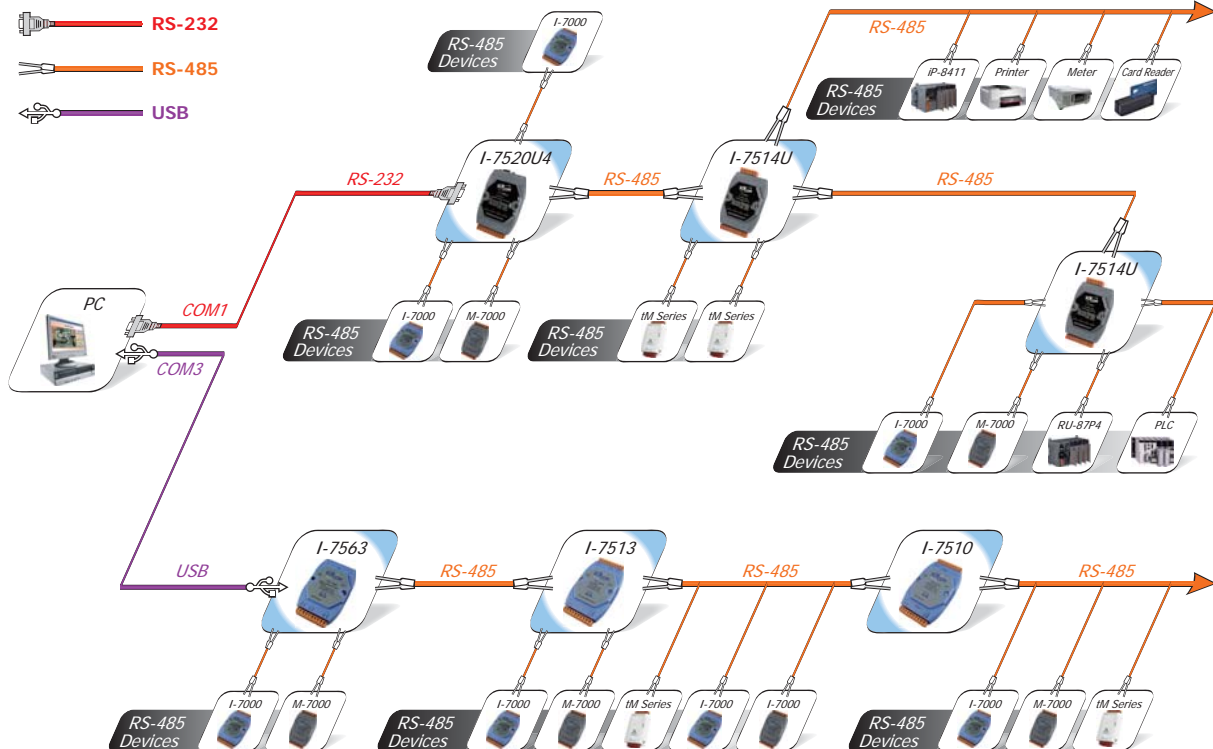 RS-232
RS-485
USB
RS-485
Devices
I-7000
RS-485
RS-485
Devices
iP-8411
Printer
Meter
Card Reader
I-7520U4
I-7514U
RS-232
RS-485
RS-485
I-7514U
PC
COM1
COM3
RS-485
Devices
I-7000
M-7000
RS-485
Devices
tM Series
tM Series
RS-485
Devices
I-7000
M-7000
RU-87P4
PLC
I-7563
I-7513
I-7510
USB
RS-485
RS-485
RS-485
RS-485
Devices
I-7000
M-7000
RS-485
Devices
I-7000
M-7000
tM Series
I-7000
I-7000
RS-485
Devices
I-7000
M-7000
tM Series